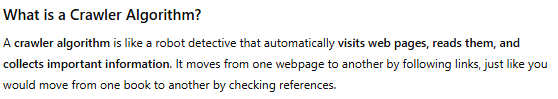 What is a Crawler Algorithm?
A crawler algorithm is like a robot detective that automatically visits web pages, reads them, and
collects important information. It moves from one webpage to another by following links, just like you
would move from one book to another by checking references.